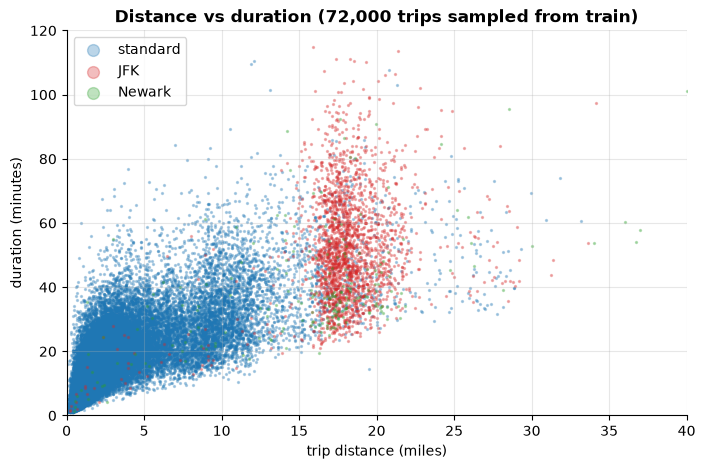 Distance vs duration (72,000 trips sampled from train)
standard
JFK
Newark
duration (minutes)
120
100
80
60
40
20
0
0 5 10 15 20 25 30 35 40
trip distance (miles)